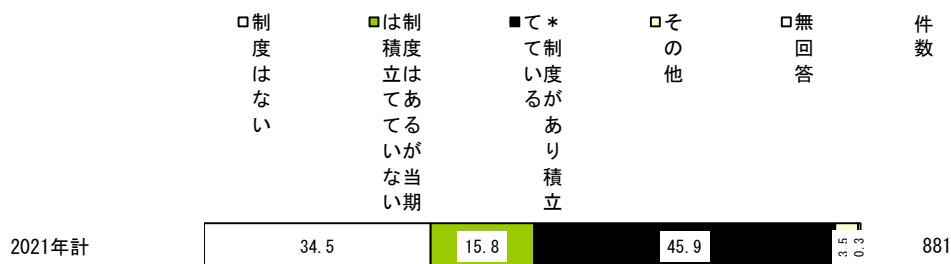 □制度はない
■制度はあるが当期
は積立てていない
■*制度があり積立
てている
□その他
□無回答
件数
2021年計 34.5 15.8 45.9 3.5 0.3 881